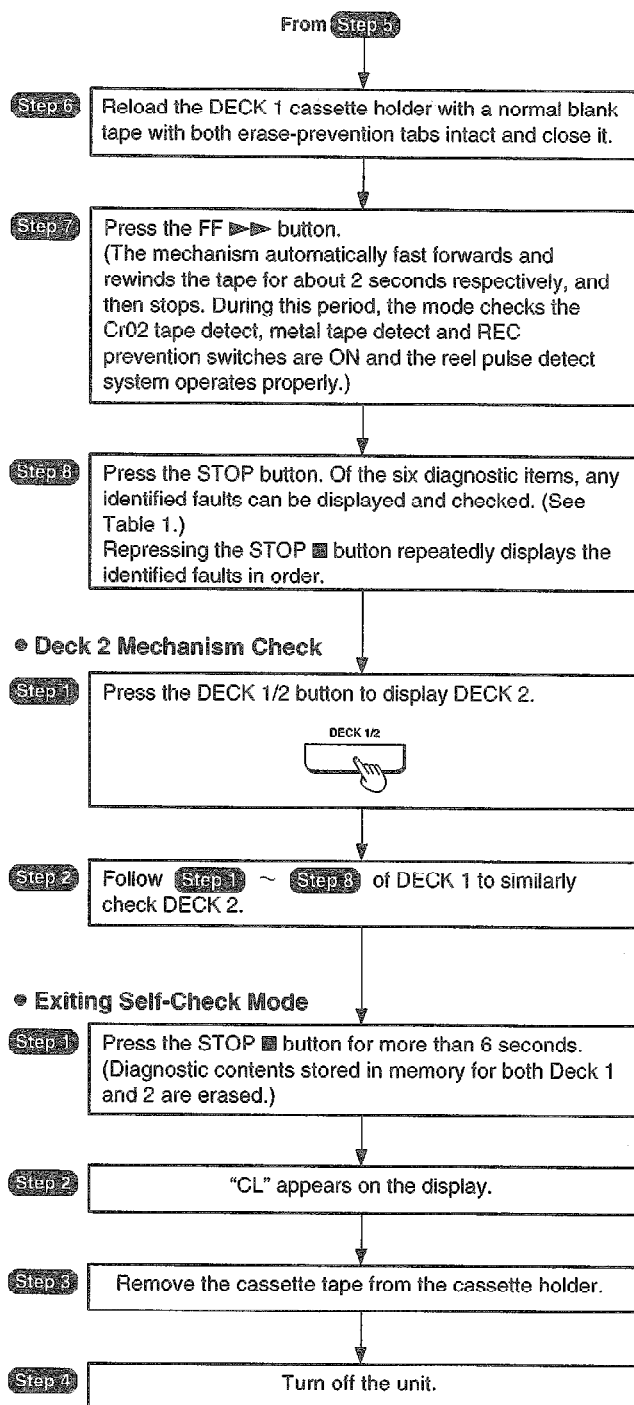 From Step 5
Step 6
Reload the DECK 1 cassette holder with a normal blank
tape with both erase-prevention tabs intact and close it.
Step 7
Press the FF ▶▶ button.
(The mechanism automatically fast forwards and
rewinds the tape for about 2 seconds respectively, and
then stops. During this period, the mode checks the
Cr02 tape detect, metal tape detect and REC
prevention switches are ON and the reel pulse detect
system operates properly.)
Step 8
Press the STOP button. Of the six diagnostic items, any
identified faults can be displayed and checked. (See
Table 1.)
Repressing the STOP ■ button repeatedly displays the
identified faults in order.
● Deck 2 Mechanism Check
Step 1
Press the DECK 1/2 button to display DECK 2.
DECK 1/2
Step 2
Follow Step 1 ~ Step 8 of DECK 1 to similarly
check DECK 2.
● Exiting Self-Check Mode
Step 1
Press the STOP ■ button for more than 6 seconds.
(Diagnostic contents stored in memory for both Deck 1
and 2 are erased.)
Step 2
"CL" appears on the display.
Step 3
Remove the cassette tape from the cassette holder.
Step 4
Turn off the unit.